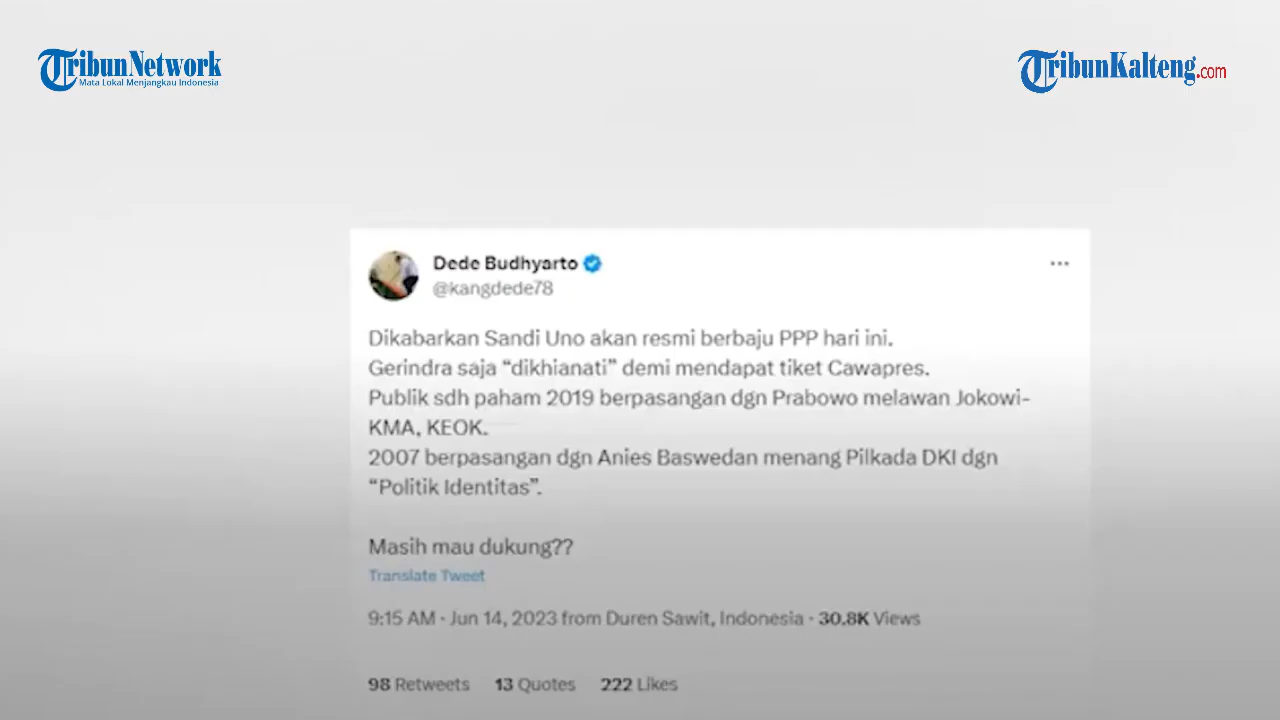 TribunNetwork
Mata Lokal Menjangkau Indonesia
TribunKalteng.com
Dede Budhyarto
@kangdede78
Dikabarkan Sandi Uno akan resmi berbaju PPP hari ini.
Gerindra saja “dikhianati” demi mendapat tiket Cawapres.
Publik sdh paham 2019 berpasangan dgn Prabowo melawan Jokowi-
KMA, KEOK.
2007 berpasangan dgn Anies Baswedan menang Pilkada DKI dgn
“Politik Identitas”.
Masih mau dukung??
Translate Tweet
9:15 AM · Jun 14, 2023 from Duren Sawit, Indonesia · 30.8K Views
98 Retweets 13 Quotes 222 Likes